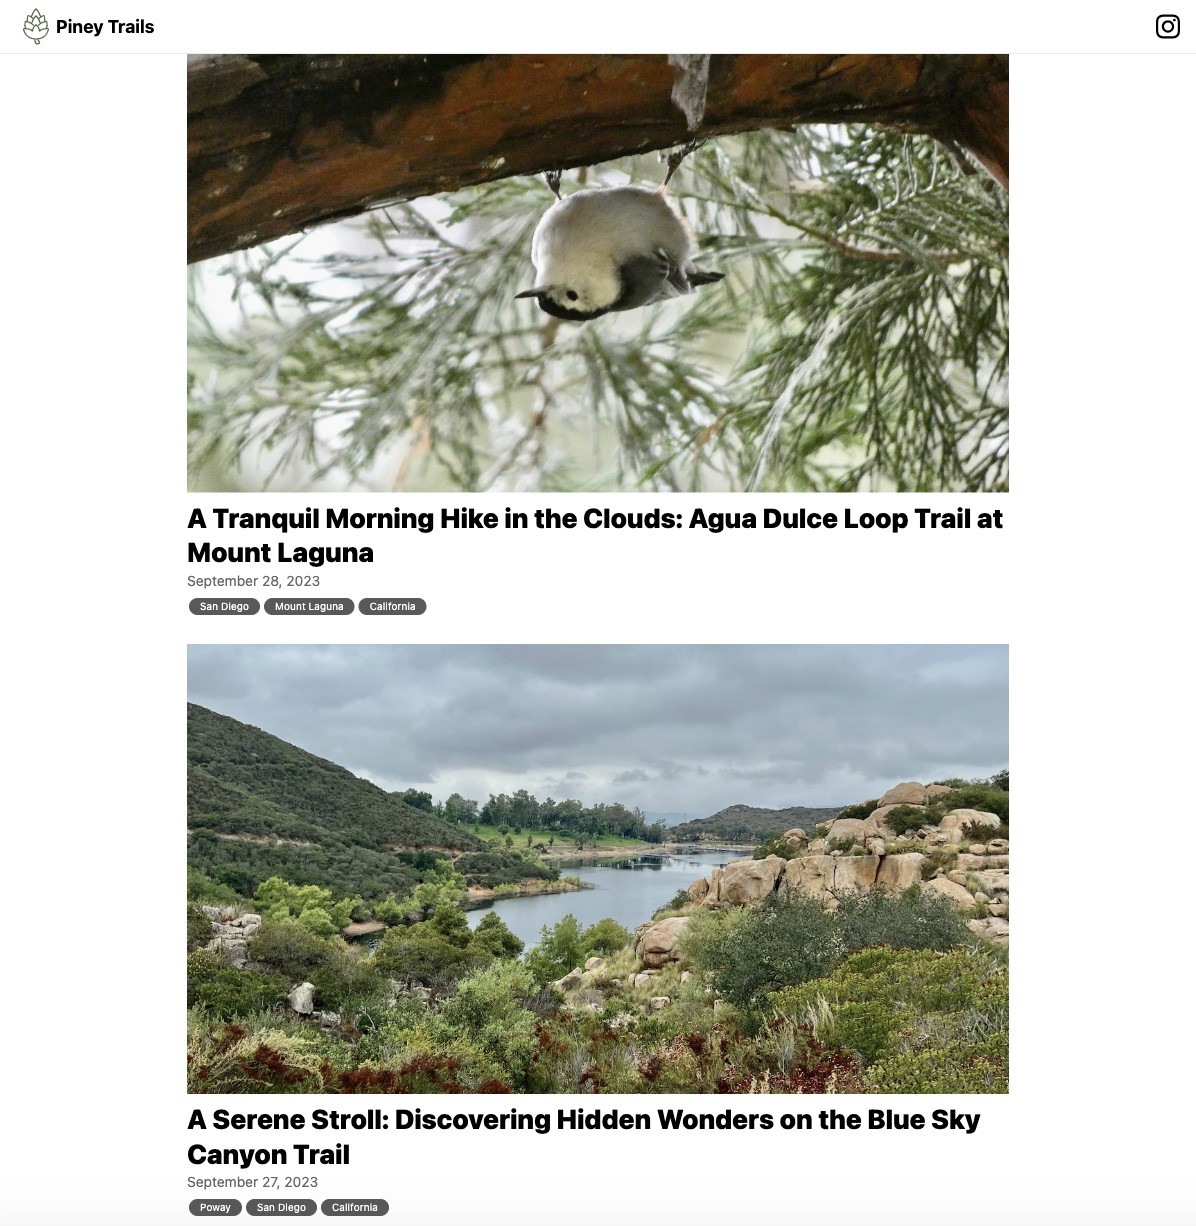 Piney Trails
A Tranquil Morning Hike in the Clouds: Agua Dulce Loop Trail at
Mount Laguna
September 28, 2023
San Diego Mount Laguna California
A Serene Stroll: Discovering Hidden Wonders on the Blue Sky
Canyon Trail
September 27, 2023
Poway San Diego California